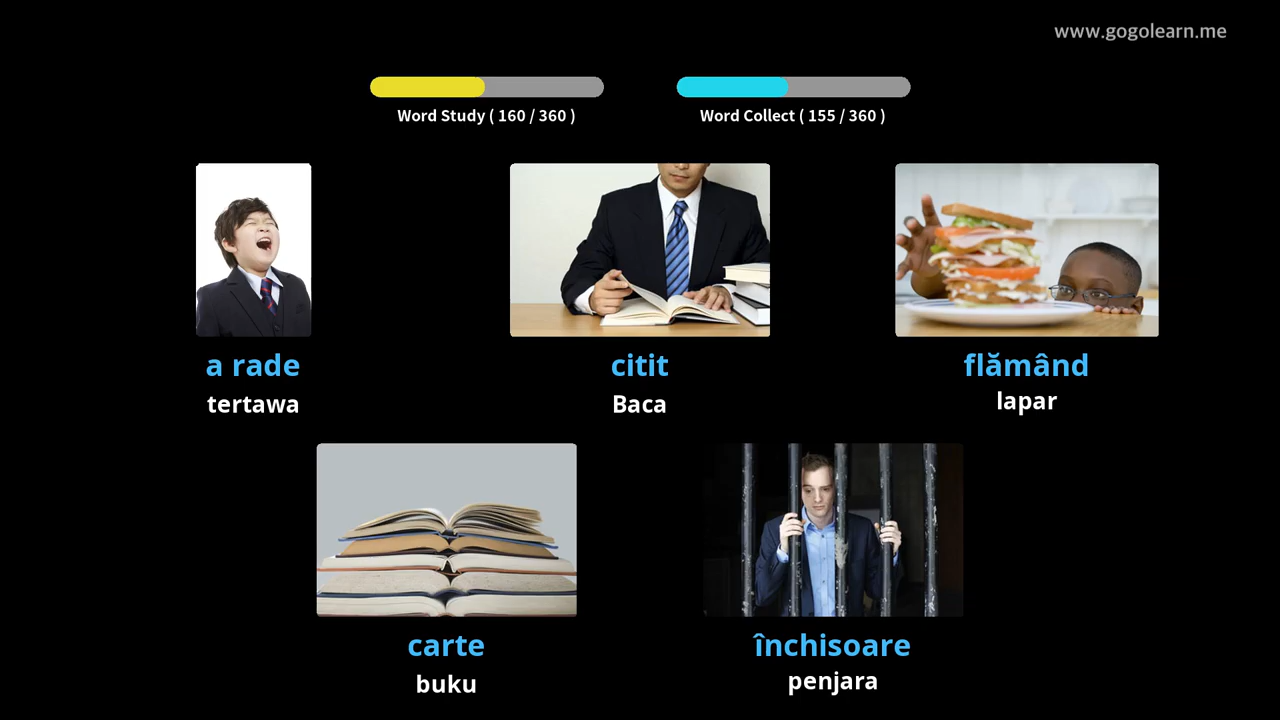 www.gogolearn.me
Word Study ( 160 / 360 )
Word Collect ( 155 / 360 )
a rade
tertawa
citit
Baca
flămând
lapar
carte
buku
închisoare
penjara